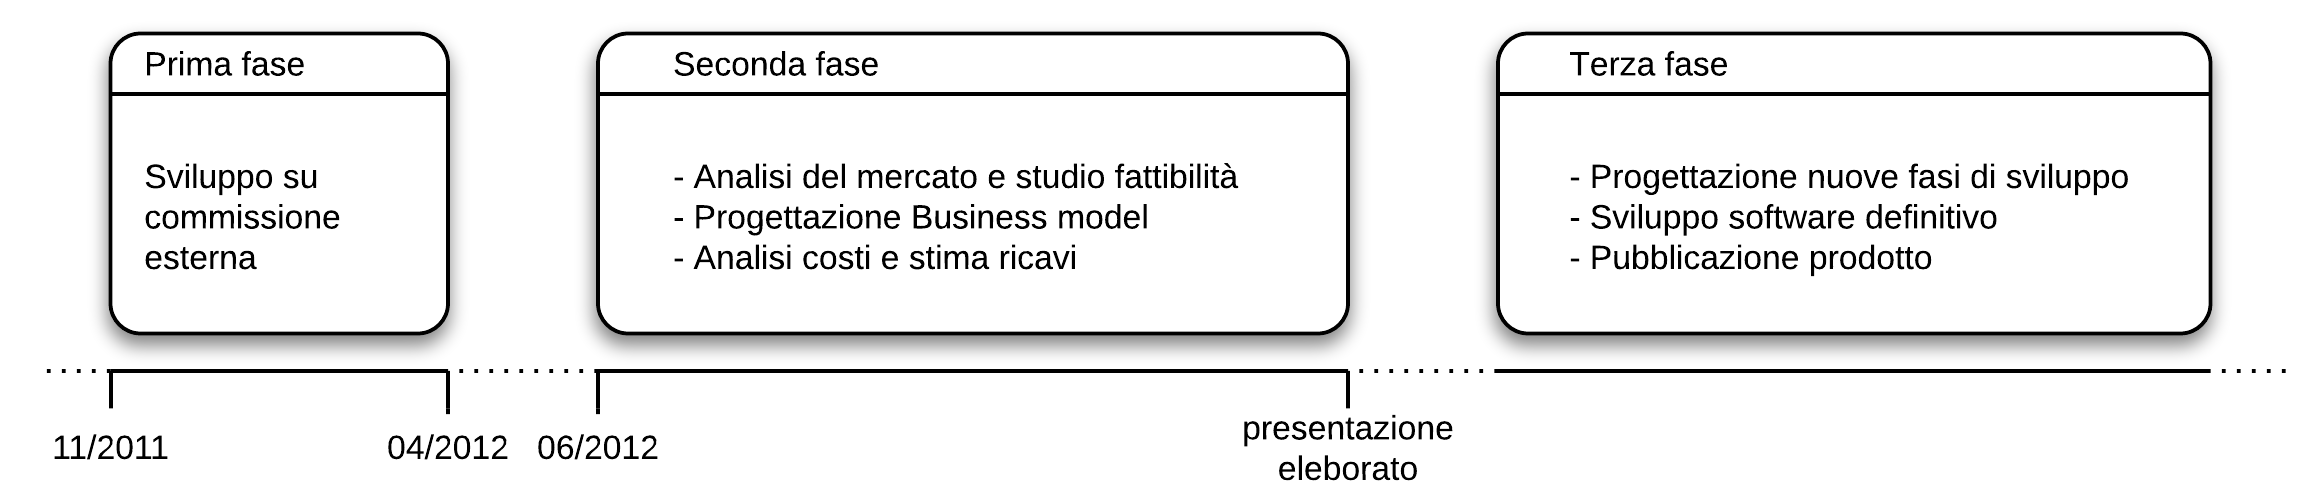 Prima fase
Sviluppo su
commissione
esterna
Seconda fase
- Analisi del mercato e studio fattibilità
- Progettazione Business model
- Analisi costi e stima ricavi
Terza fase
- Progettazione nuove fasi di sviluppo
- Sviluppo software definitivo
- Pubblicazione prodotto
11/2011
04/2012
06/2012
presentazione
eleborato